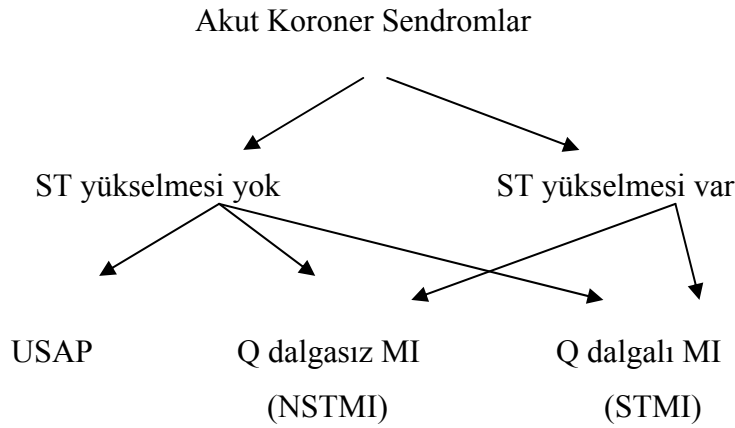 Akut Koroner Sendromlar
ST yükselmesi yok ST yükselmesi var
USAP Q dalgasız MI Q dalgalı MI
(NSTMI) (STMI)